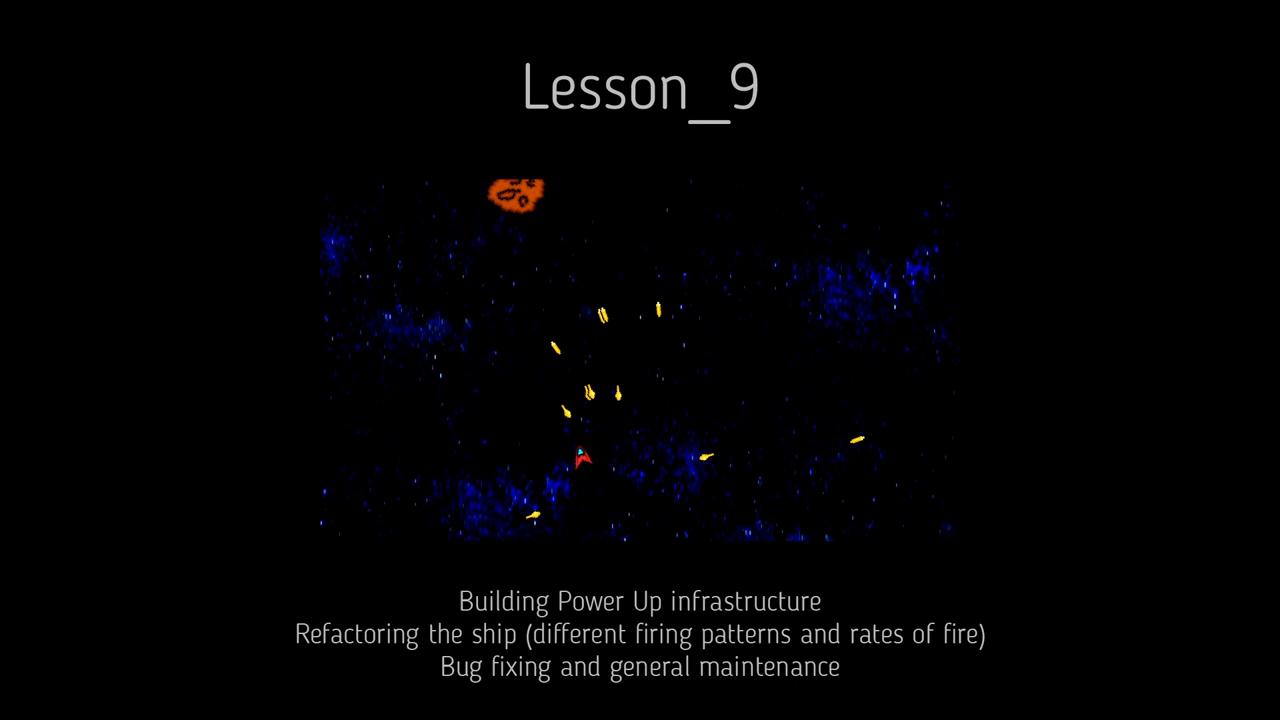 Lesson_9
Building Power Up infrastructure
Refactoring the ship (different firing patterns and rates of fire)
Bug fixing and general maintenance